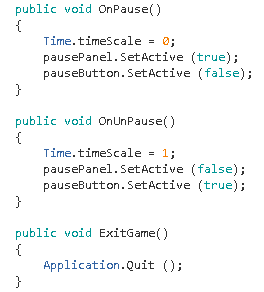 public void OnPause()
{
    Time.timeScale = 0;
    pausePanel.SetActive (true);
    pauseButton.SetActive (false);
}

public void OnUnPause()
{
    Time.timeScale = 1;
    pausePanel.SetActive (false);
    pauseButton.SetActive (true);
}

public void ExitGame()
{
    Application.Quit ();
}